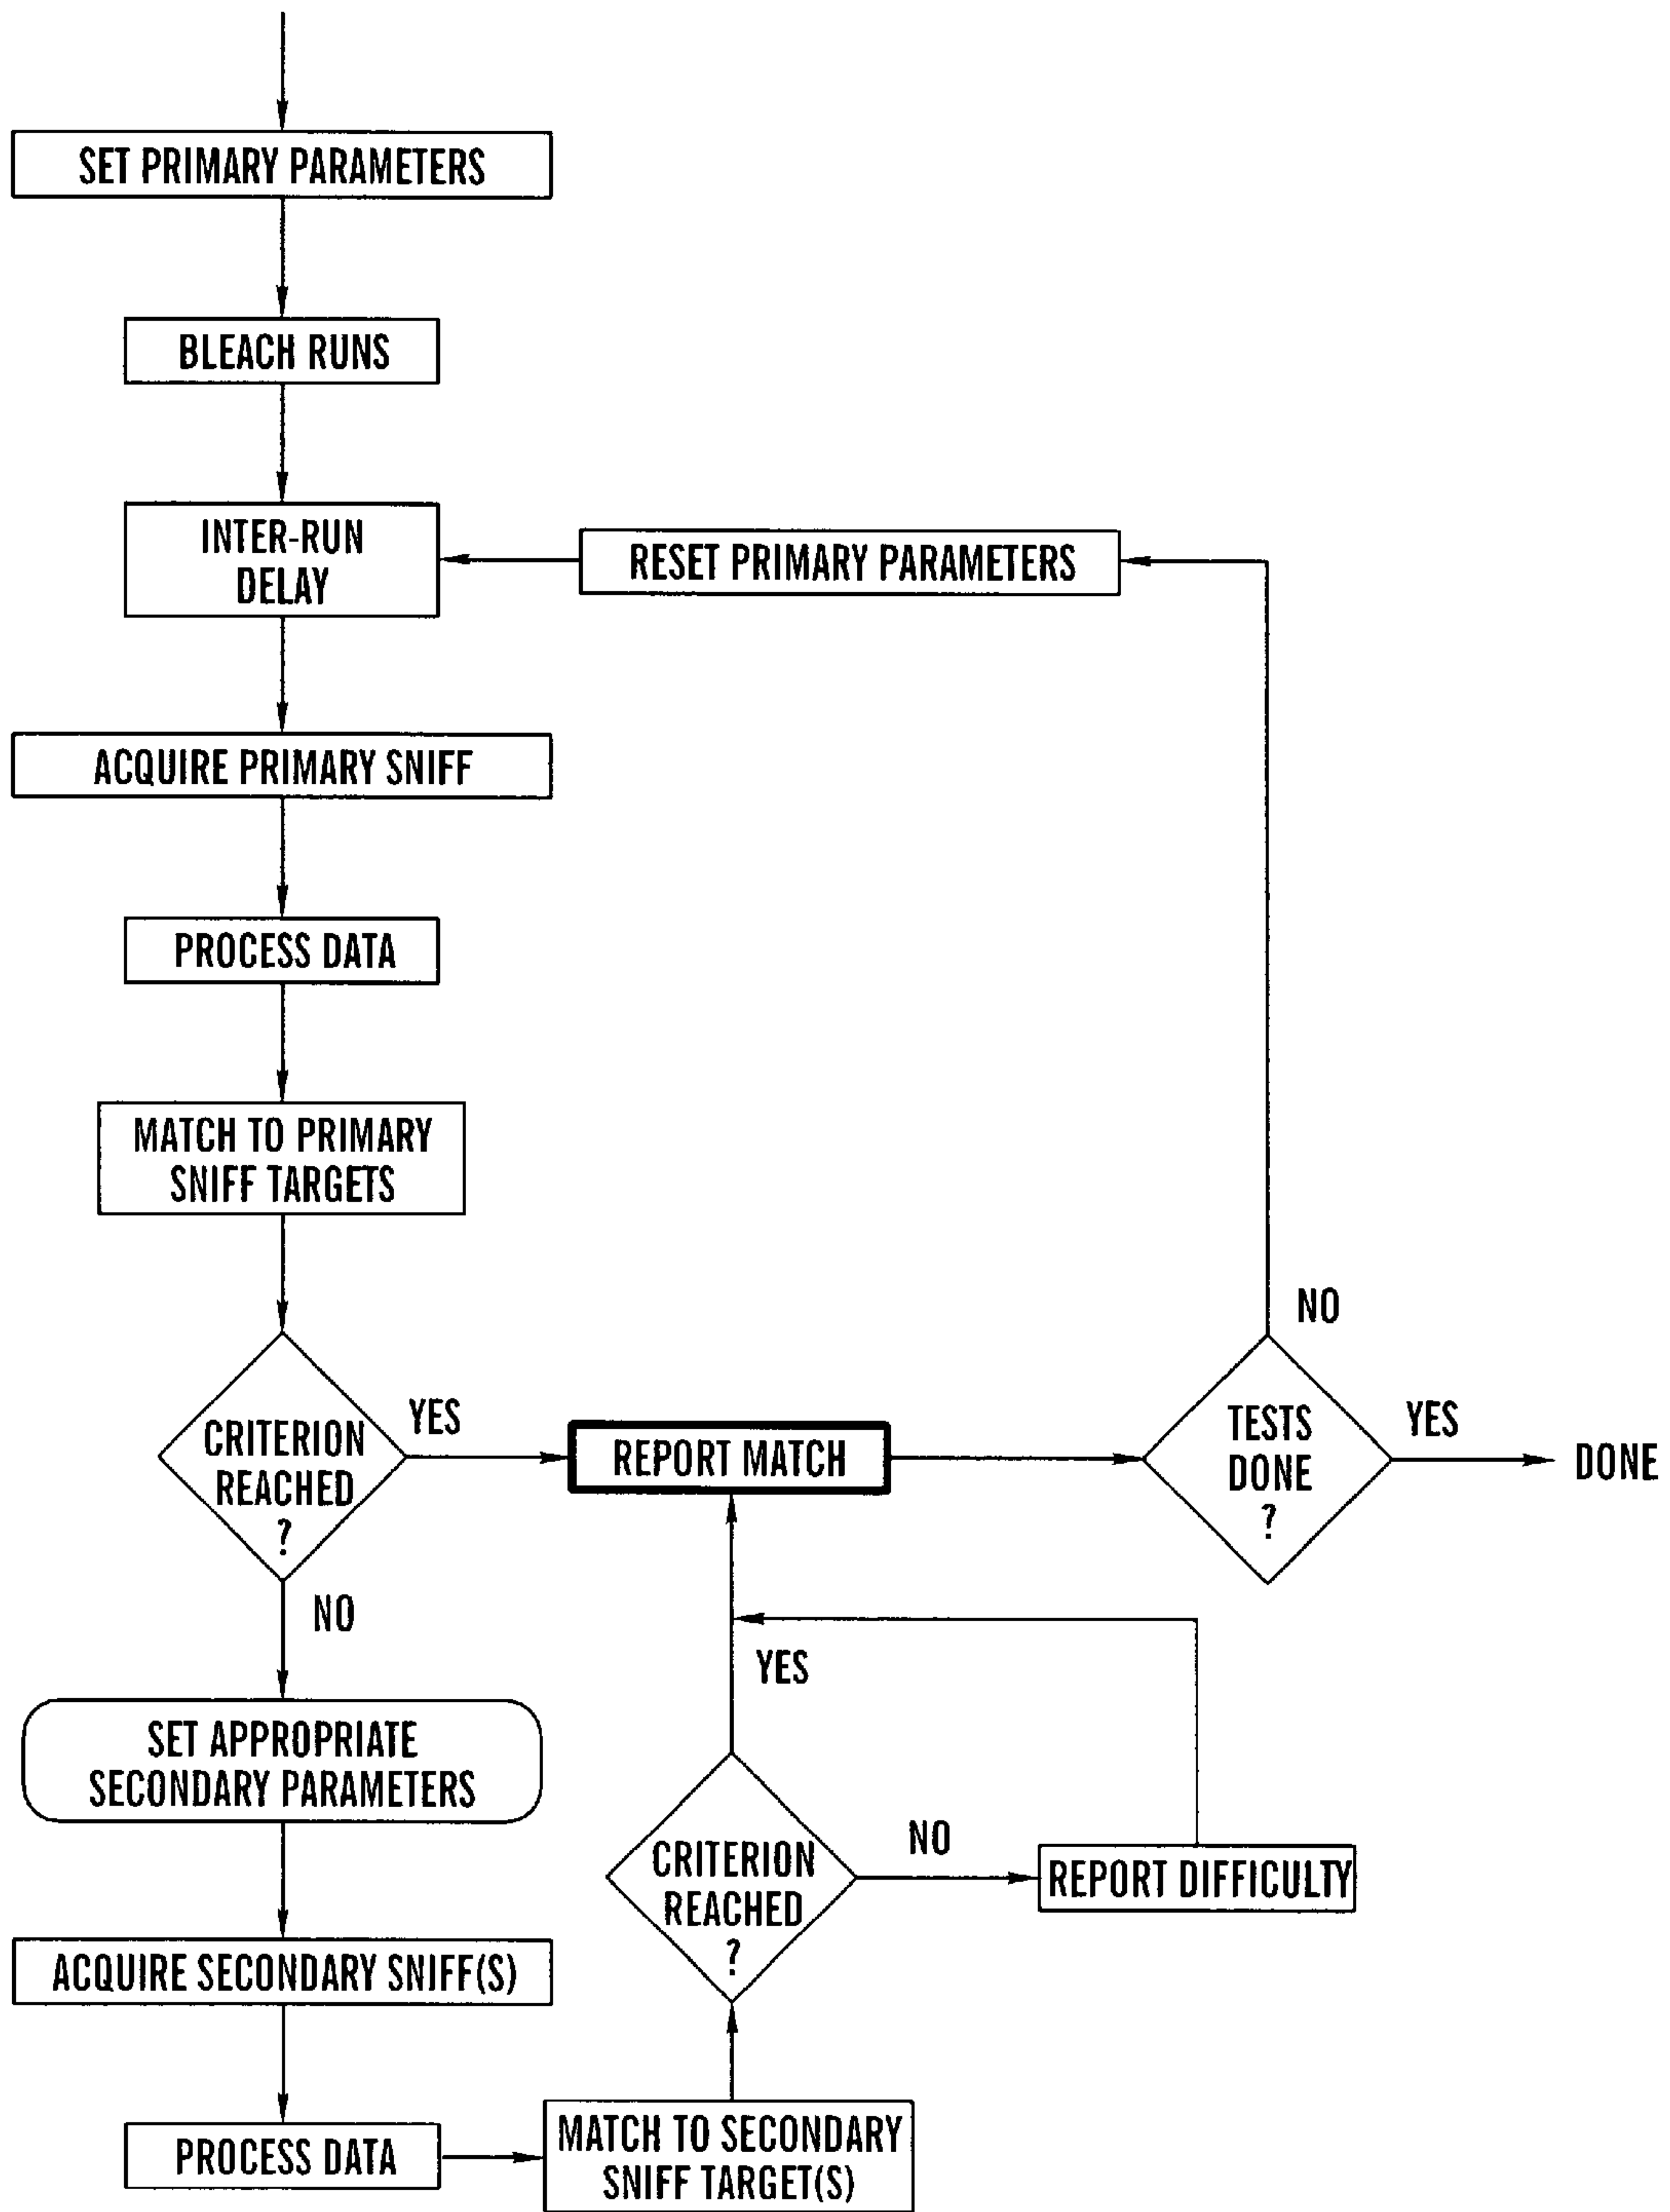 SET PRIMARY PARAMETERS
BLEACH RUNS
INTER-RUN
DELAY
RESET PRIMARY PARAMETERS
ACQUIRE PRIMARY SNIFF
PROCESS DATA
MATCH TO PRIMARY
SNIFF TARGETS
CRITERION
REACHED
?
YES
NO
REPORT MATCH
TESTS
DONE
?
NO
YES
DONE
SET APPROPRIATE
SECONDARY PARAMETERS
ACQUIRE SECONDARY SNIFF(S)
PROCESS DATA
MATCH TO SECONDARY
SNIFF TARGET(S)
CRITERION
REACHED
?
YES
NO
REPORT DIFFICULTY